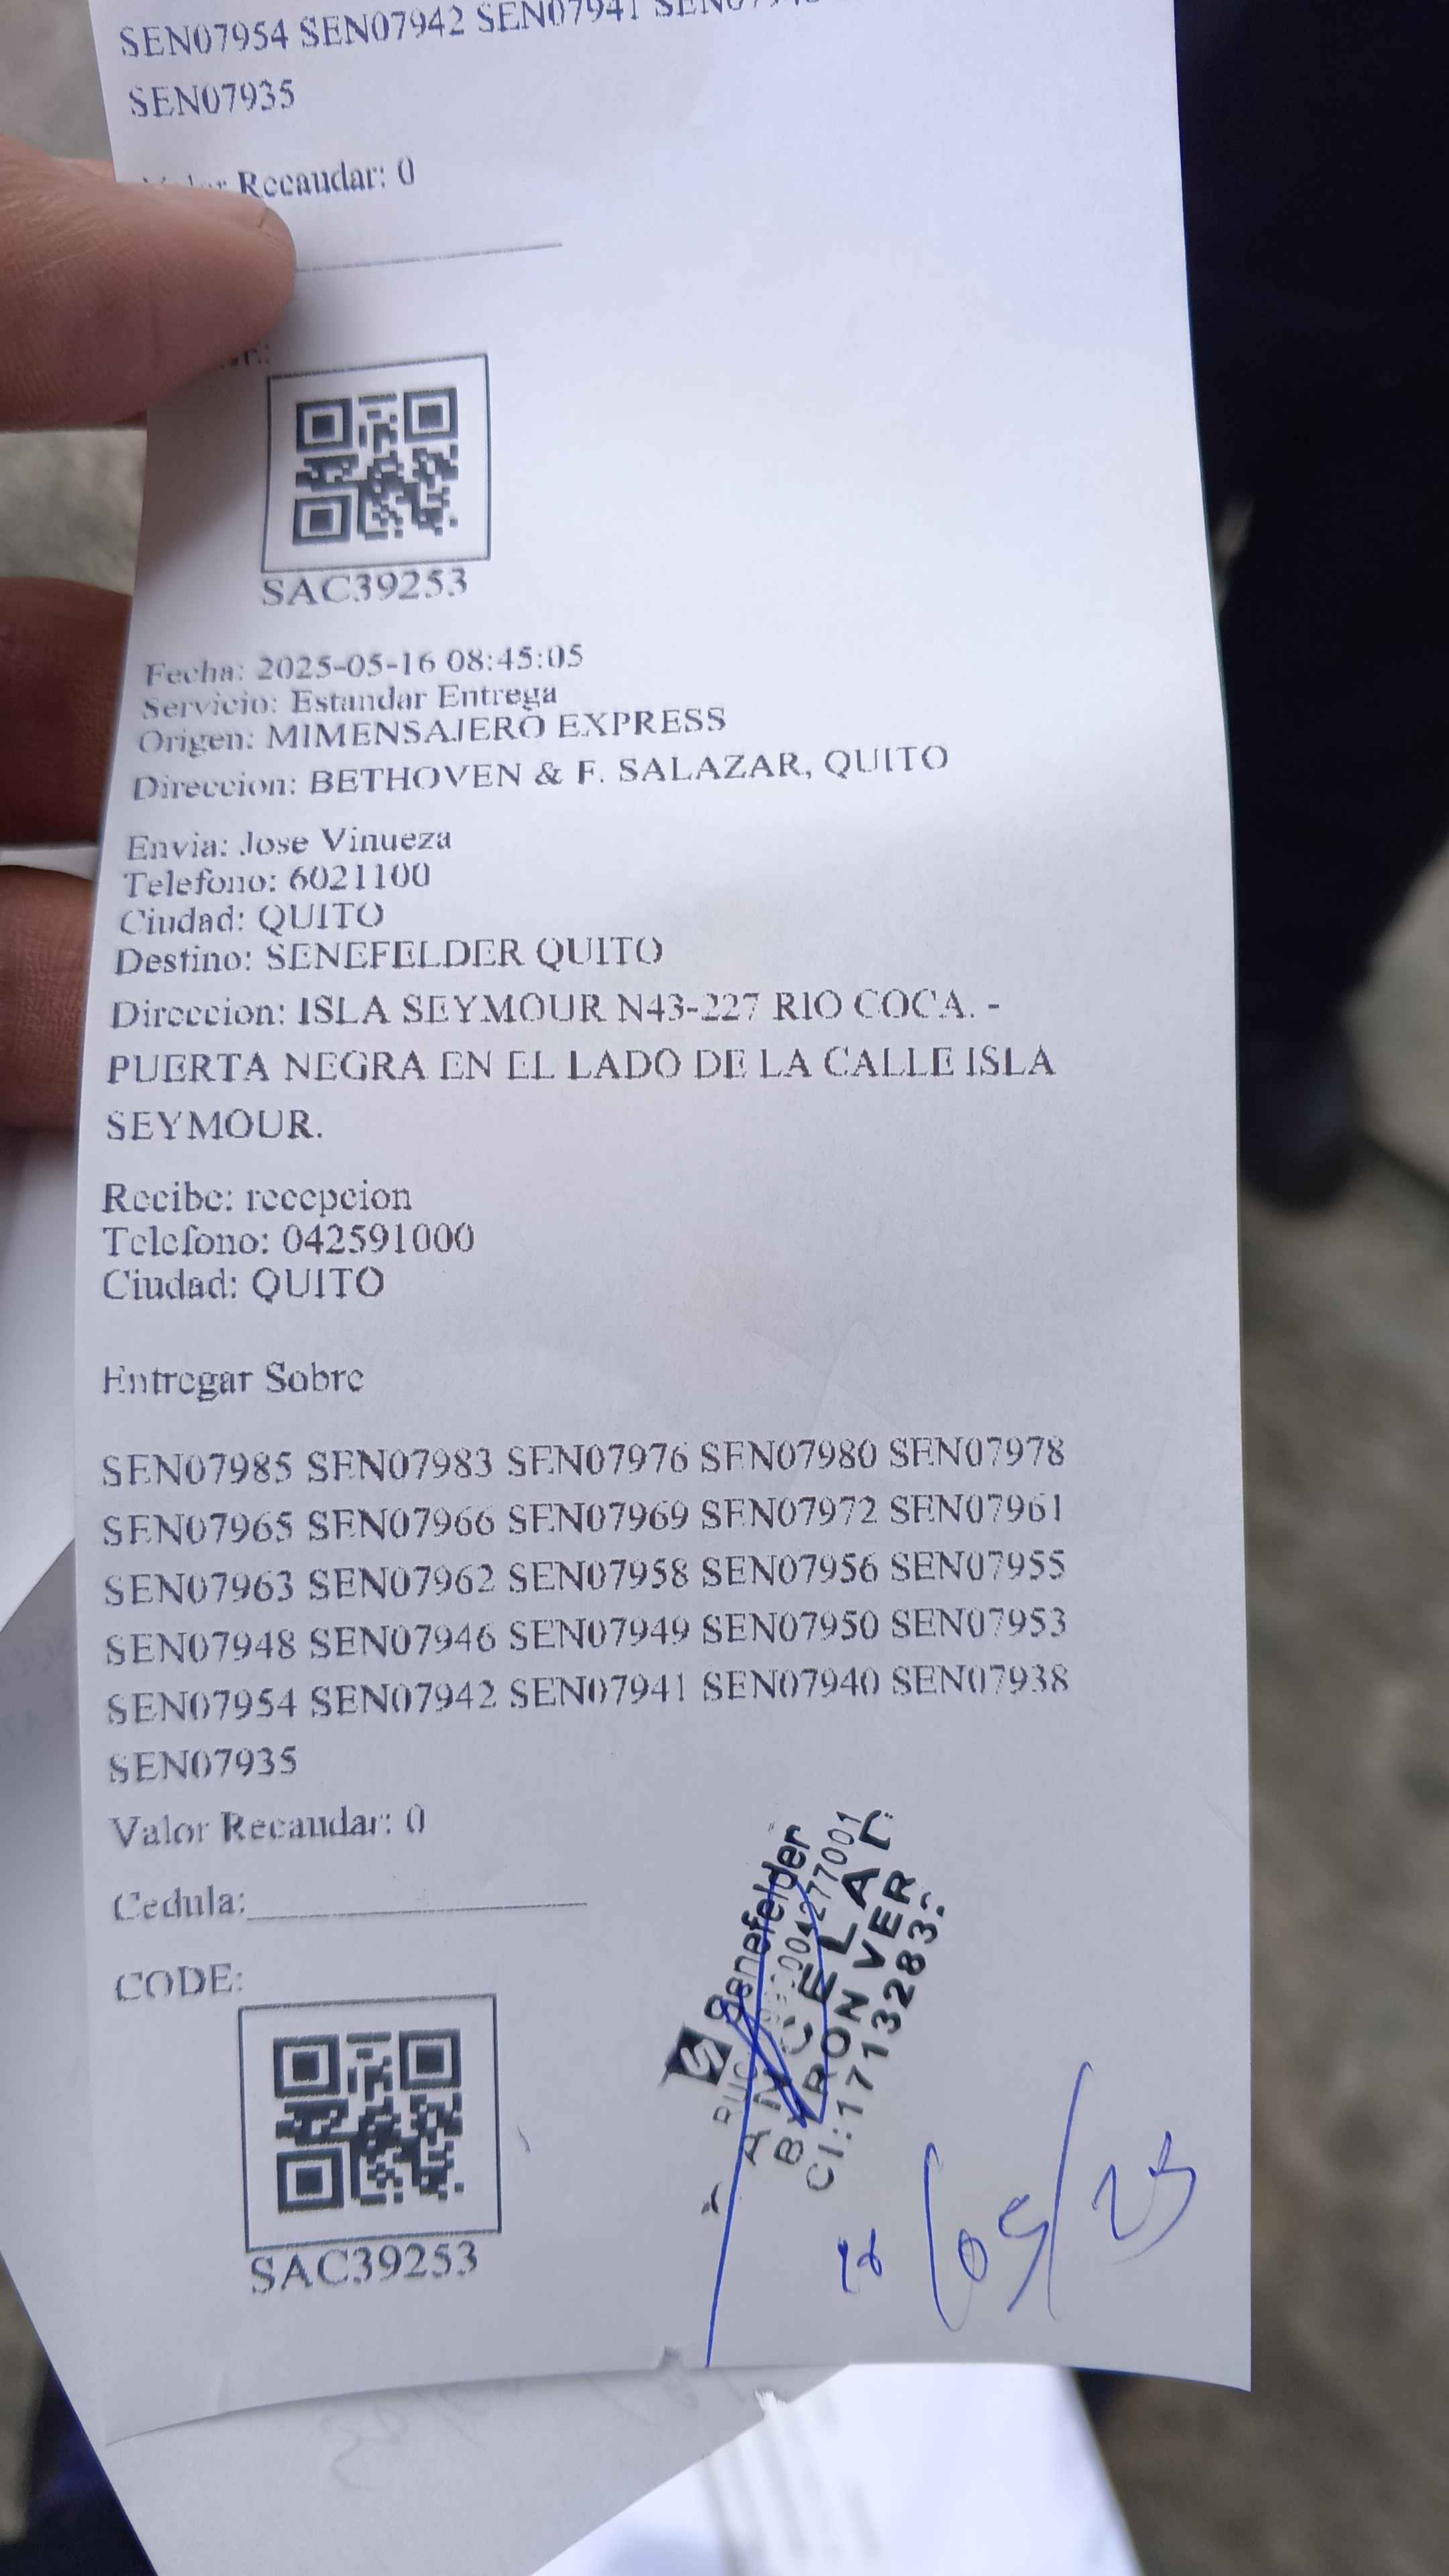 SEN07954 SEN07942 SEN07941
SEN07935
Recaudar: 0
SAC39253
Fecha: 2025-05-16 08:45:05
Servicio: Estandar Entrega
Origen: MIMENSAJERO EXPRESS
Direccion: BETHOVEN & F. SALAZAR, QUITO
Envia: Jose Vinueza
Telefono: 6021100
Ciudad: QUITO
Destino: SENEFELDER QUITO
Direccion: ISLA SEYMOUR N43-227 RIO COCA. -
PUERTA NEGRA EN EL LADO DE LA CALLE ISLA
SEYMOUR.
Recibe: recepcion
Telefono: 042591000
Ciudad: QUITO
Entregar Sobre
SEN07985 SEN07983 SEN07976 SEN07980 SEN07978
SEN07965 SEN07966 SEN07969 SEN07972 SEN07961
SEN07963 SEN07962 SEN07958 SEN07956 SEN07955
SEN07948 SEN07946 SEN07949 SEN07950 SEN07953
SEN07954 SEN07942 SEN07941 SEN07940 SEN07938
SEN07935
Valor Recaudar: 0
Cedula:
CODE:
SAC39253
Senefelder
16/05/25